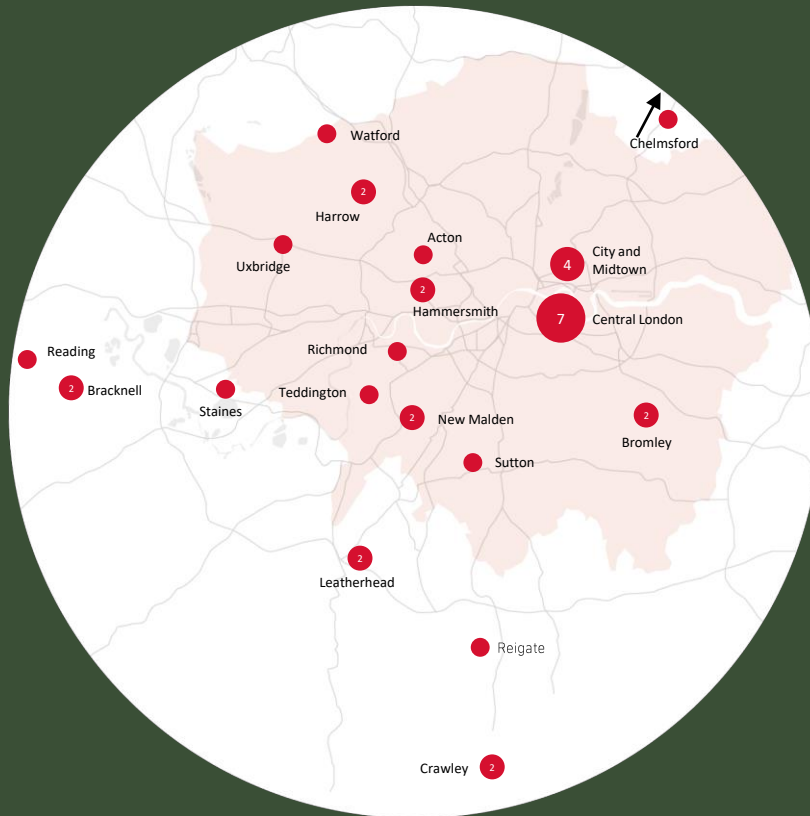 Watford
Chelmsford
2
Harrow
Acton
Uxbridge
4
City and
Midtown
2
Hammersmith
7
Central London
Richmond
Reading
2
Bracknell
Staines
Teddington
2
New Malden
2
Bromley
Sutton
2
Leatherhead
Reigate
Crawley
2